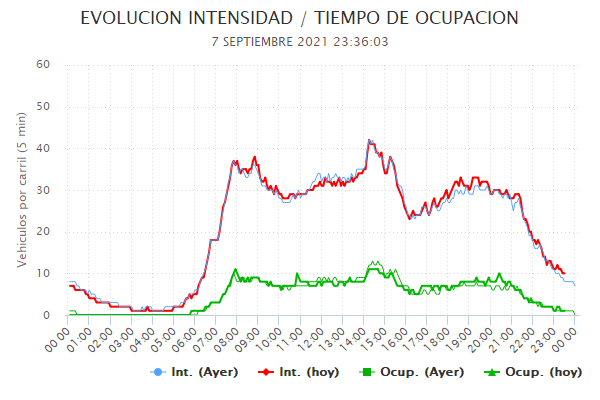 EVOLUCION INTENSIDAD / TIEMPO DE OCUPACION
7 SEPTIEMBRE 2021 23:36:03
Vehiculos por carril (5 min)
60
50
40
30
20
10
0
00:00 01:00 02:00 03:00 04:00 05:00 06:00 07:00 08:00 09:00 10:00 11:00 12:00 13:00 14:00 15:00 16:00 17:00 18:00 19:00 20:00 21:00 22:00 23:00 00:00
Int. (Ayer) Int. (hoy) Ocup. (Ayer) Ocup. (hoy)